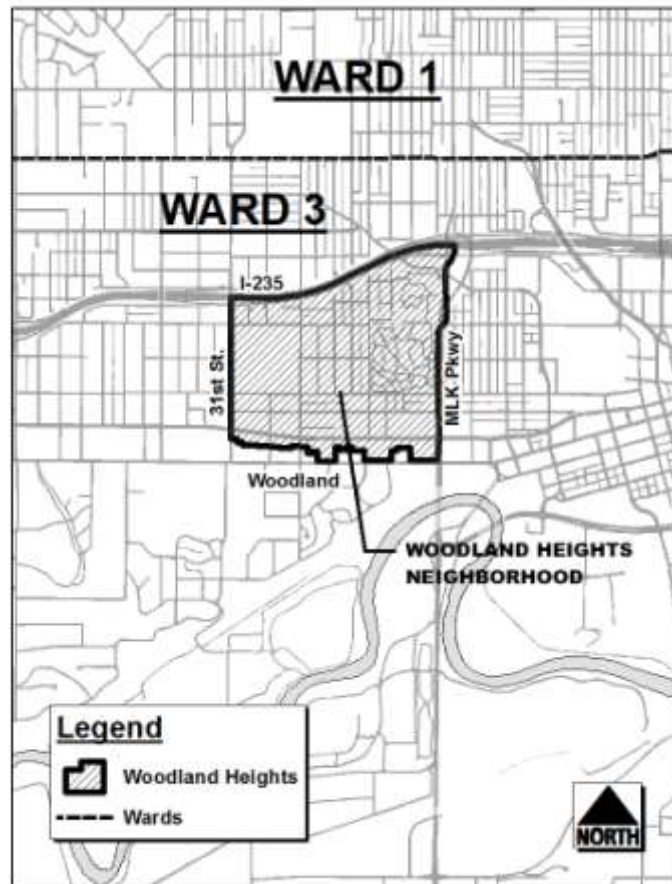 WARD 1
WARD 3
I-235
31st St.
MLK Pkwy
Woodland
WOODLAND HEIGHTS
NEIGHBORHOOD
Legend
Woodland Heights
Wards
NORTH